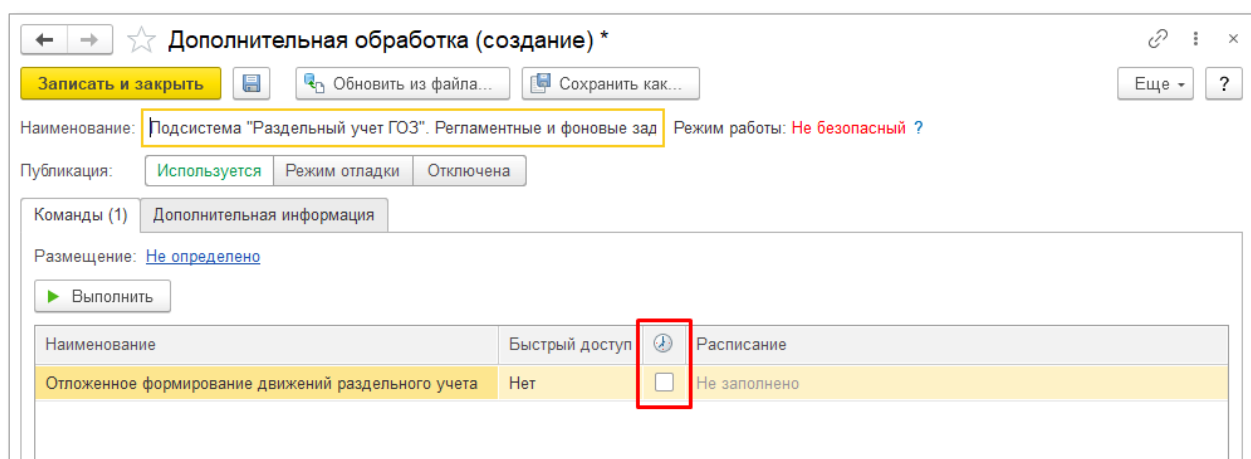 Дополнительная обработка (создание) *
Записать и закрыть Обновить из файла... Сохранить как... Еще ?
Наименование: Подсистема "Раздельный учет ГОЗ". Регламентные и фоновые зад Режим работы: Не безопасный ?
Публикация: Используется Режим отладки Отключена
Команды (1) Дополнительная информация
Размещение: Не определено
Выполнить
Наименование Быстрый доступ Расписание
Отложенное формирование движений раздельного учета Нет Не заполнено